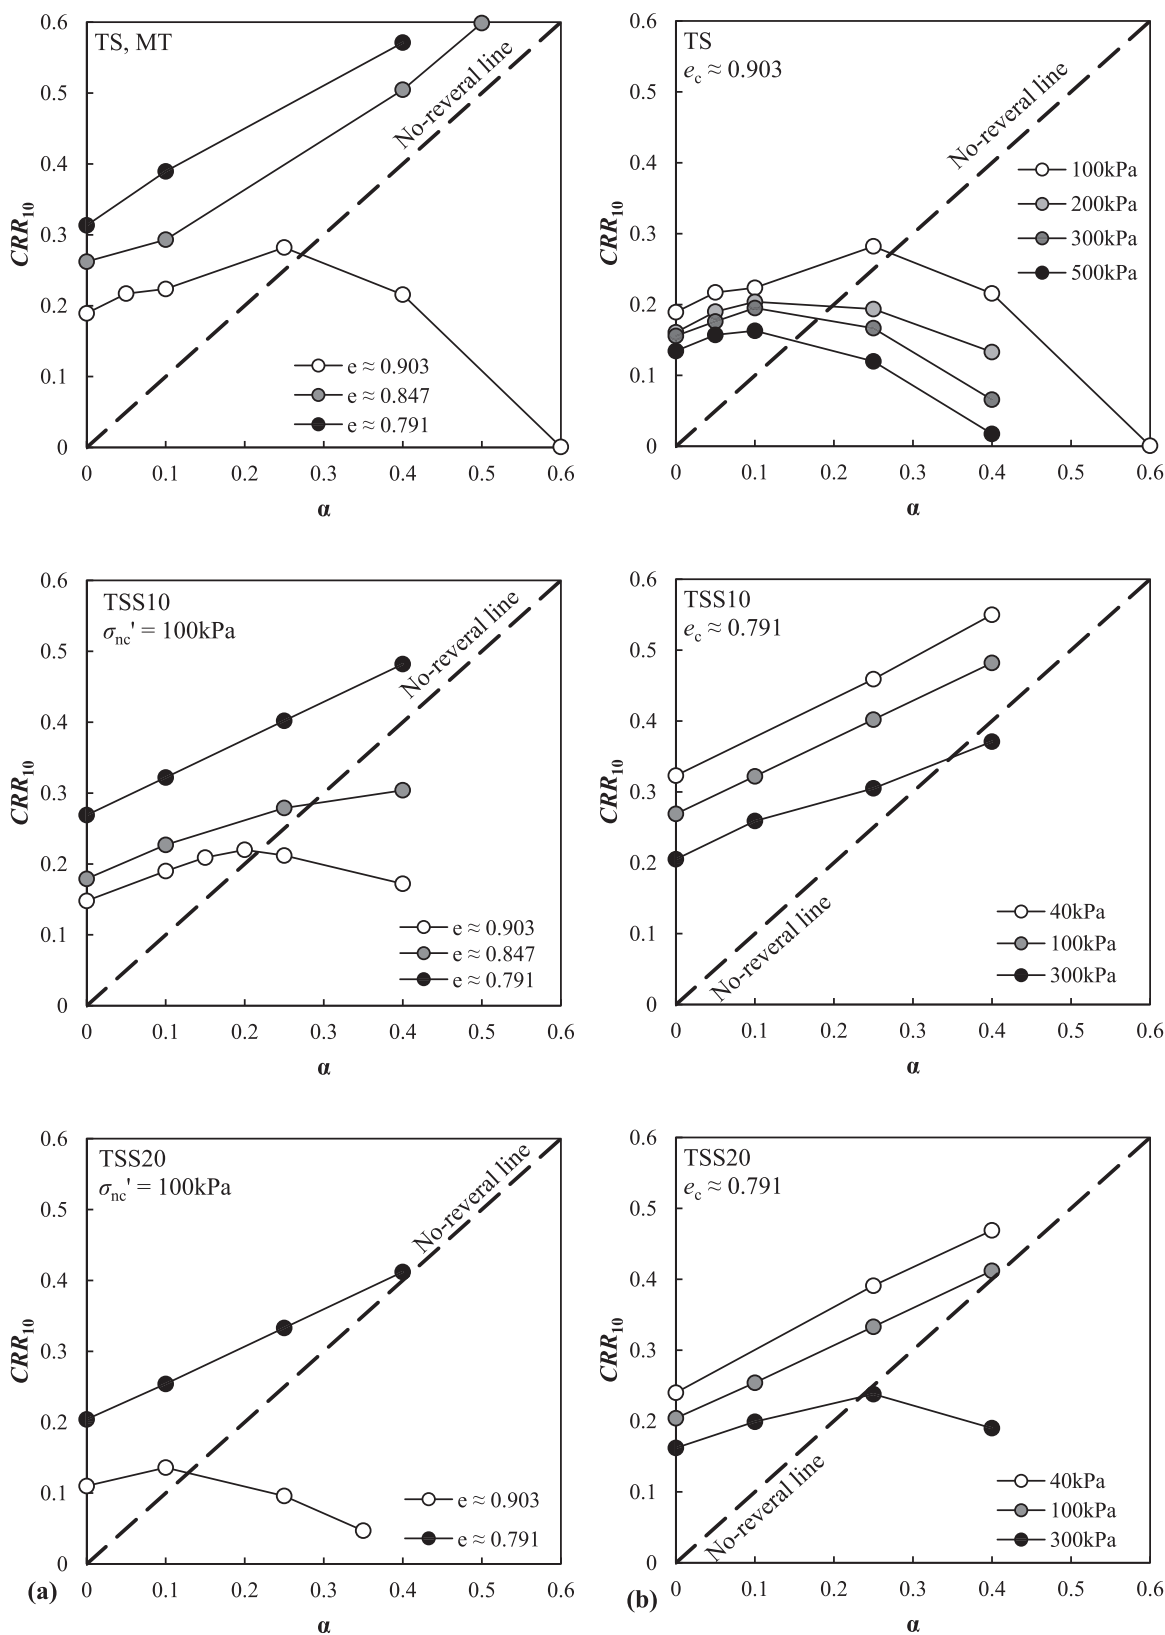 TS, MT
No-reveral line
CRR10
0.6
0.5
0.4
0.3
0.2
0.1
0
e ≈ 0.903
e ≈ 0.847
e ≈ 0.791
0 0.1 0.2 0.3 0.4 0.5 0.6
α
TS
ec ≈ 0.903
No-reveral line
CRR10
0.6
0.5
0.4
0.3
0.2
0.1
0
100kPa
200kPa
300kPa
500kPa
0 0.1 0.2 0.3 0.4 0.5 0.6
α
TSS10
σnc' = 100kPa
No-reveral line
CRR10
0.6
0.5
0.4
0.3
0.2
0.1
0
e ≈ 0.903
e ≈ 0.847
e ≈ 0.791
0 0.1 0.2 0.3 0.4 0.5 0.6
α
TSS10
ec ≈ 0.791
CRR10
0.6
0.5
0.4
0.3
0.2
0.1
0
No-reveral line
40kPa
100kPa
300kPa
0 0.1 0.2 0.3 0.4 0.5 0.6
α
TSS20
σnc' = 100kPa
No-reveral line
CRR10
0.6
0.5
0.4
0.3
0.2
0.1
0
e ≈ 0.903
e ≈ 0.791
0 0.1 0.2 0.3 0.4 0.5 0.6
(a)
α
TSS20
ec ≈ 0.791
CRR10
0.6
0.5
0.4
0.3
0.2
0.1
0
No-reveral line
40kPa
100kPa
300kPa
0 0.1 0.2 0.3 0.4 0.5 0.6
(b)
α